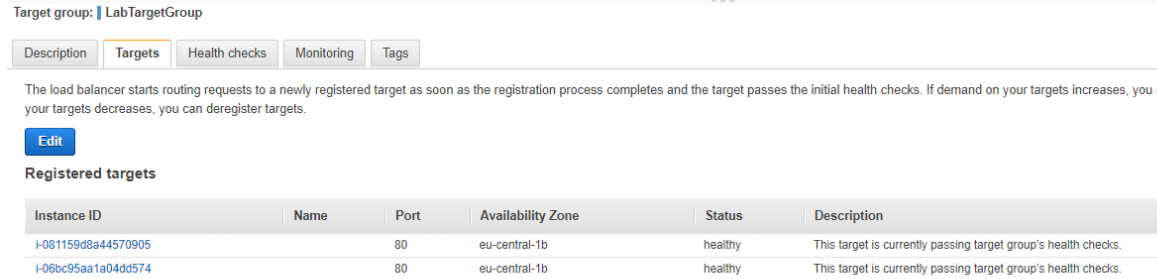 Target group: LabTargetGroup
Description Targets Health checks Monitoring Tags
The load balancer starts routing requests to a newly registered target as soon as the registration process completes and the target passes the initial health checks. If demand on your targets increases, you
your targets decreases, you can deregister targets.
Edit
Registered targets
Instance ID Name Port Availability Zone Status Description
i-081159d8a44570905 80 eu-central-1b healthy This target is currently passing target group's health checks.
i-06bc95aa1a04dd574 80 eu-central-1b healthy This target is currently passing target group's health checks.